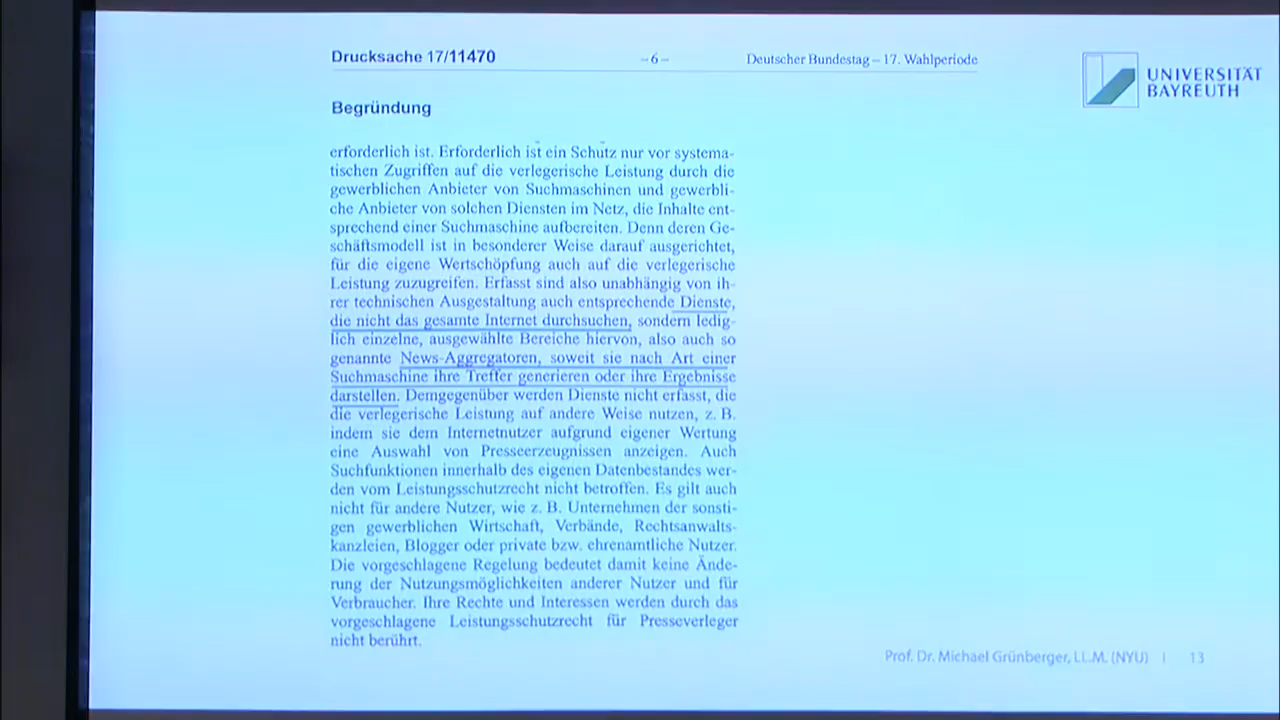 Drucksache 17/11470
– 6 –
Deutscher Bundestag – 17. Wahlperiode
UNIVERSITÄT
BAYREUTH
Begründung
erforderlich ist. Erforderlich ist ein Schutz nur vor systema-
tischen Zugriffen auf die verlegerische Leistung durch die
gewerblichen Anbieter von Suchmaschinen und gewerbli-
che Anbieter von solchen Diensten im Netz, die Inhalte ent-
sprechend einer Suchmaschine aufbereiten. Denn deren Ge-
schäftsmodell ist in besonderer Weise darauf ausgerichtet,
für die eigene Wertschöpfung auch auf die verlegerische
Leistung zuzugreifen. Erfasst sind also unabhängig von ih-
rer technischen Ausgestaltung auch entsprechende Dienste,
die nicht das gesamte Internet durchsuchen, sondern ledig-
lich einzelne, ausgewählte Bereiche hiervon, also auch so
genannte News-Aggregatoren, soweit sie nach Art einer
Suchmaschine ihre Treffer generieren oder ihre Ergebnisse
darstellen. Demgegenüber werden Dienste nicht erfasst, die
die verlegerische Leistung auf andere Weise nutzen, z. B.
indem sie dem Internetnutzer aufgrund eigener Wertung
eine Auswahl von Presseerzeugnissen anzeigen. Auch
Suchfunktionen innerhalb des eigenen Datenbestandes wer-
den vom Leistungsschutzrecht nicht betroffen. Es gilt auch
nicht für andere Nutzer, wie z. B. Unternehmen der sonsti-
gen gewerblichen Wirtschaft, Verbände, Rechtsanwalts-
kanzleien, Blogger oder private bzw. ehrenamtliche Nutzer.
Die vorgeschlagene Regelung bedeutet damit keine Ände-
rung der Nutzungsmöglichkeiten anderer Nutzer und für
Verbraucher. Ihre Rechte und Interessen werden durch das
vorgeschlagene Leistungsschutzrecht für Presseverleger
nicht berührt.
Prof. Dr. Michael Grünberger, LL.M. (NYU) | 13